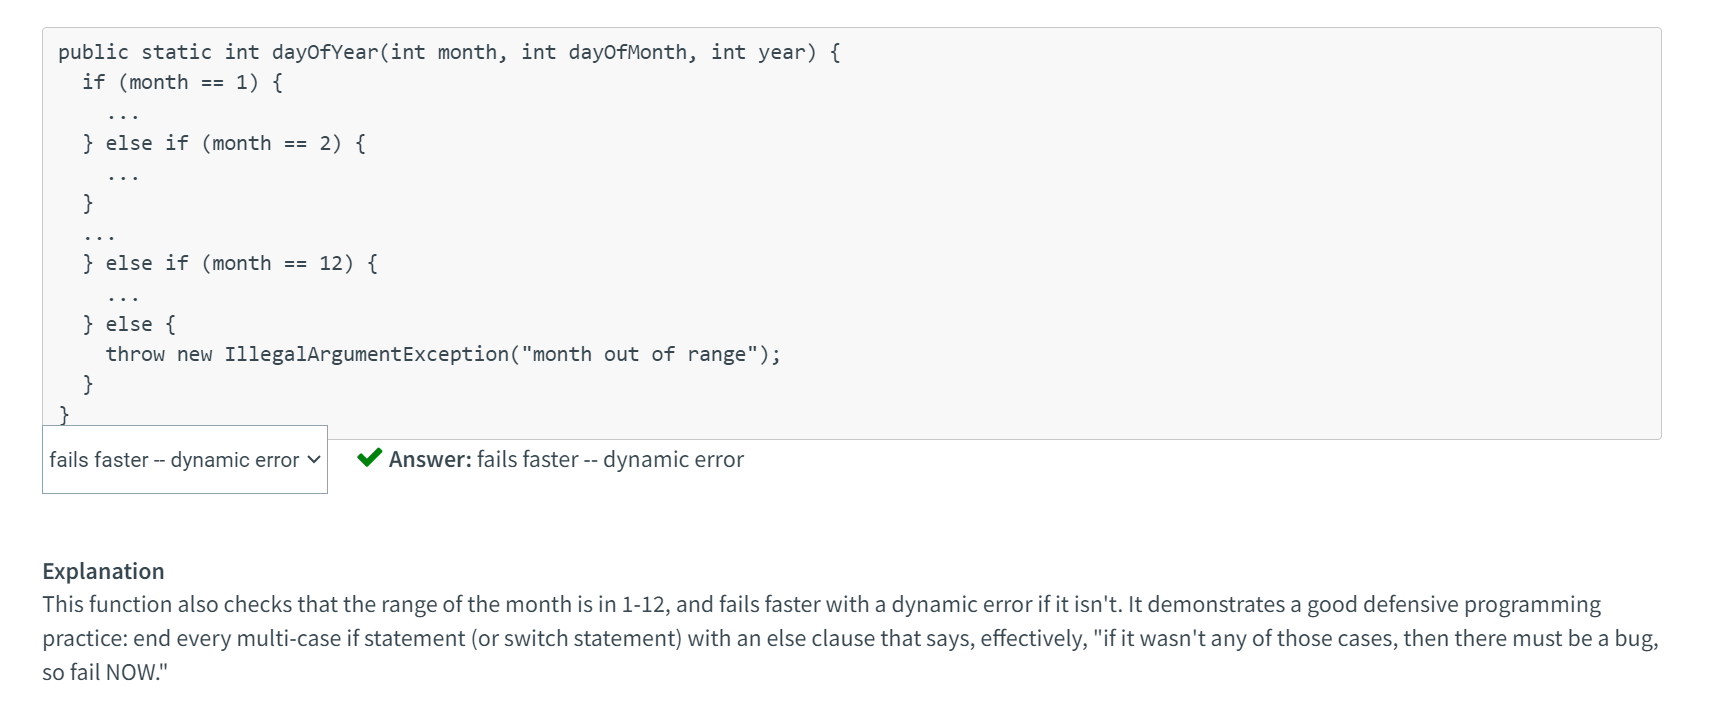 public static int dayOfYear(int month, int dayOfMonth, int year) {
  if (month == 1) {
    ...
  } else if (month == 2) {
    ...
  }
  ...
  } else if (month == 12) {
    ...
  } else {
    throw new IllegalArgumentException("month out of range");
  }
}
fails faster -- dynamic error Answer: fails faster -- dynamic error
Explanation
This function also checks that the range of the month is in 1-12, and fails faster with a dynamic error if it isn't. It demonstrates a good defensive programming
practice: end every multi-case if statement (or switch statement) with an else clause that says, effectively, "if it wasn't any of those cases, then there must be a bug,
so fail NOW."